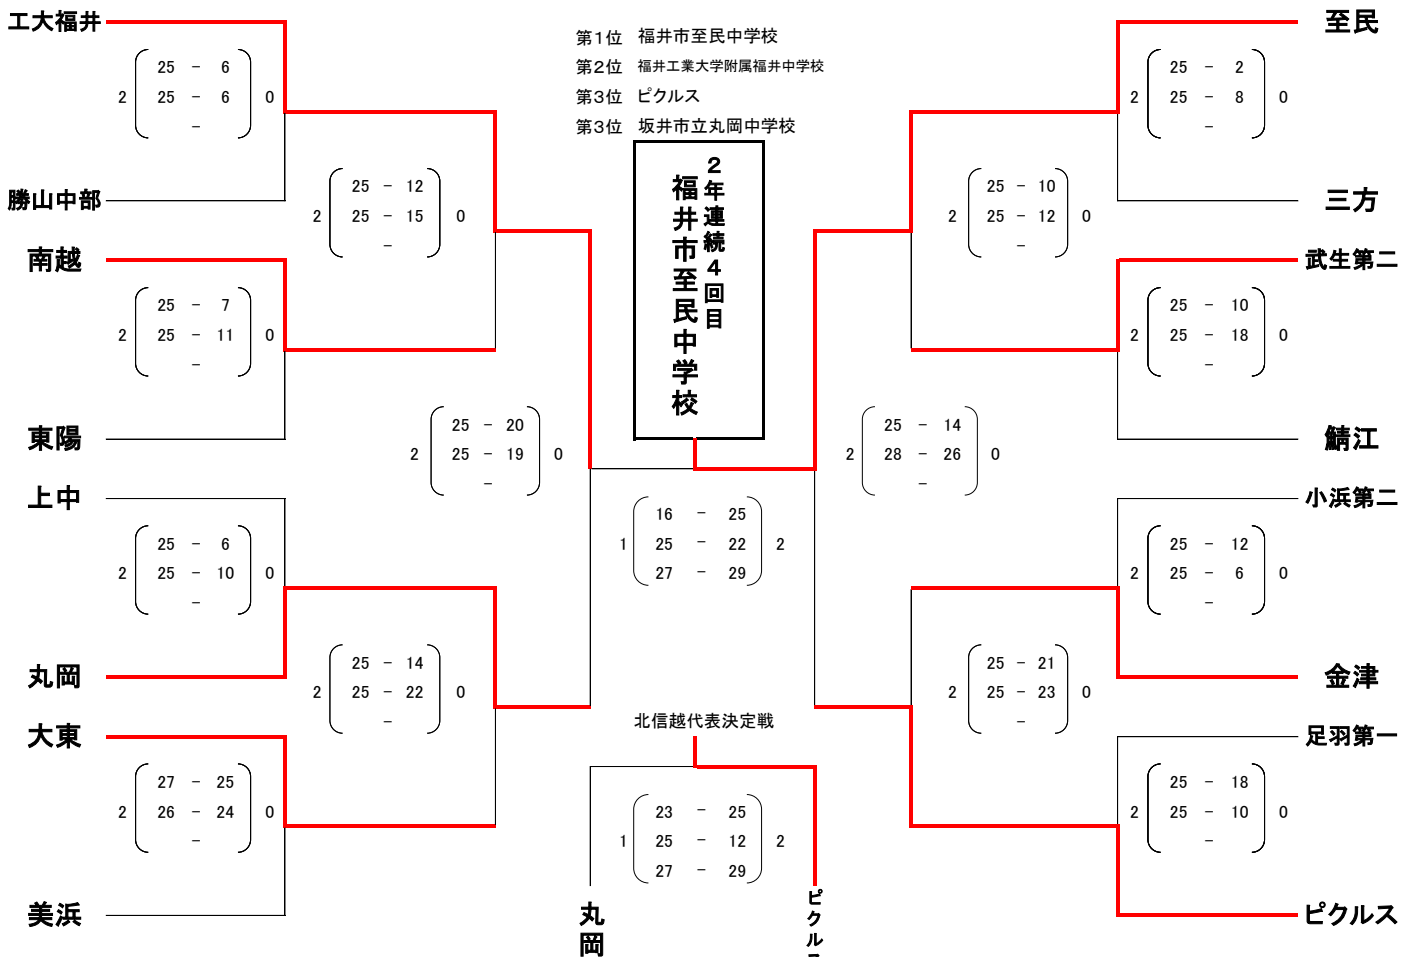 工大福井
2 25 - 6 0
25 - 6
-
勝山中部
2 25 - 12 0
25 - 15
-
南越
2 25 - 7 0
25 - 11
-
東陽
2 25 - 20 0
25 - 19
-
上中
2 25 - 6 0
25 - 10
-
丸岡
2 25 - 14 0
25 - 22
-
大東
2 27 - 25 0
26 - 24
-
美浜
第1位 福井市至民中学校
第2位 福井工業大学附属福井中学校
第3位 ピクルス
第3位 坂井市立丸岡中学校
2年連続4回目
福井市至民中学校
1 16 - 25 2
25 - 22
27 - 29
北信越代表決定戦
1 23 - 25 2
25 - 12
27 - 29
丸岡
ピクル
至民
2 25 - 2 0
25 - 8
-
三方
2 25 - 10 0
25 - 12
-
武生第二
2 25 - 10 0
25 - 18
-
鯖江
2 25 - 14 0
28 - 26
-
小浜第二
2 25 - 12 0
25 - 6
-
金津
2 25 - 21 0
25 - 23
-
足羽第一
2 25 - 18 0
25 - 10
-
ピクルス